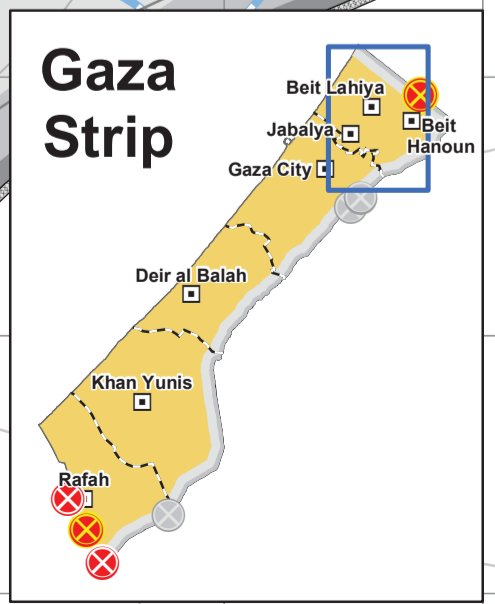 Gaza
Strip
Beit Lahiya
Jabalya
Beit
Hanoun
Gaza City
Deir al Balah
Khan Yunis
Rafah